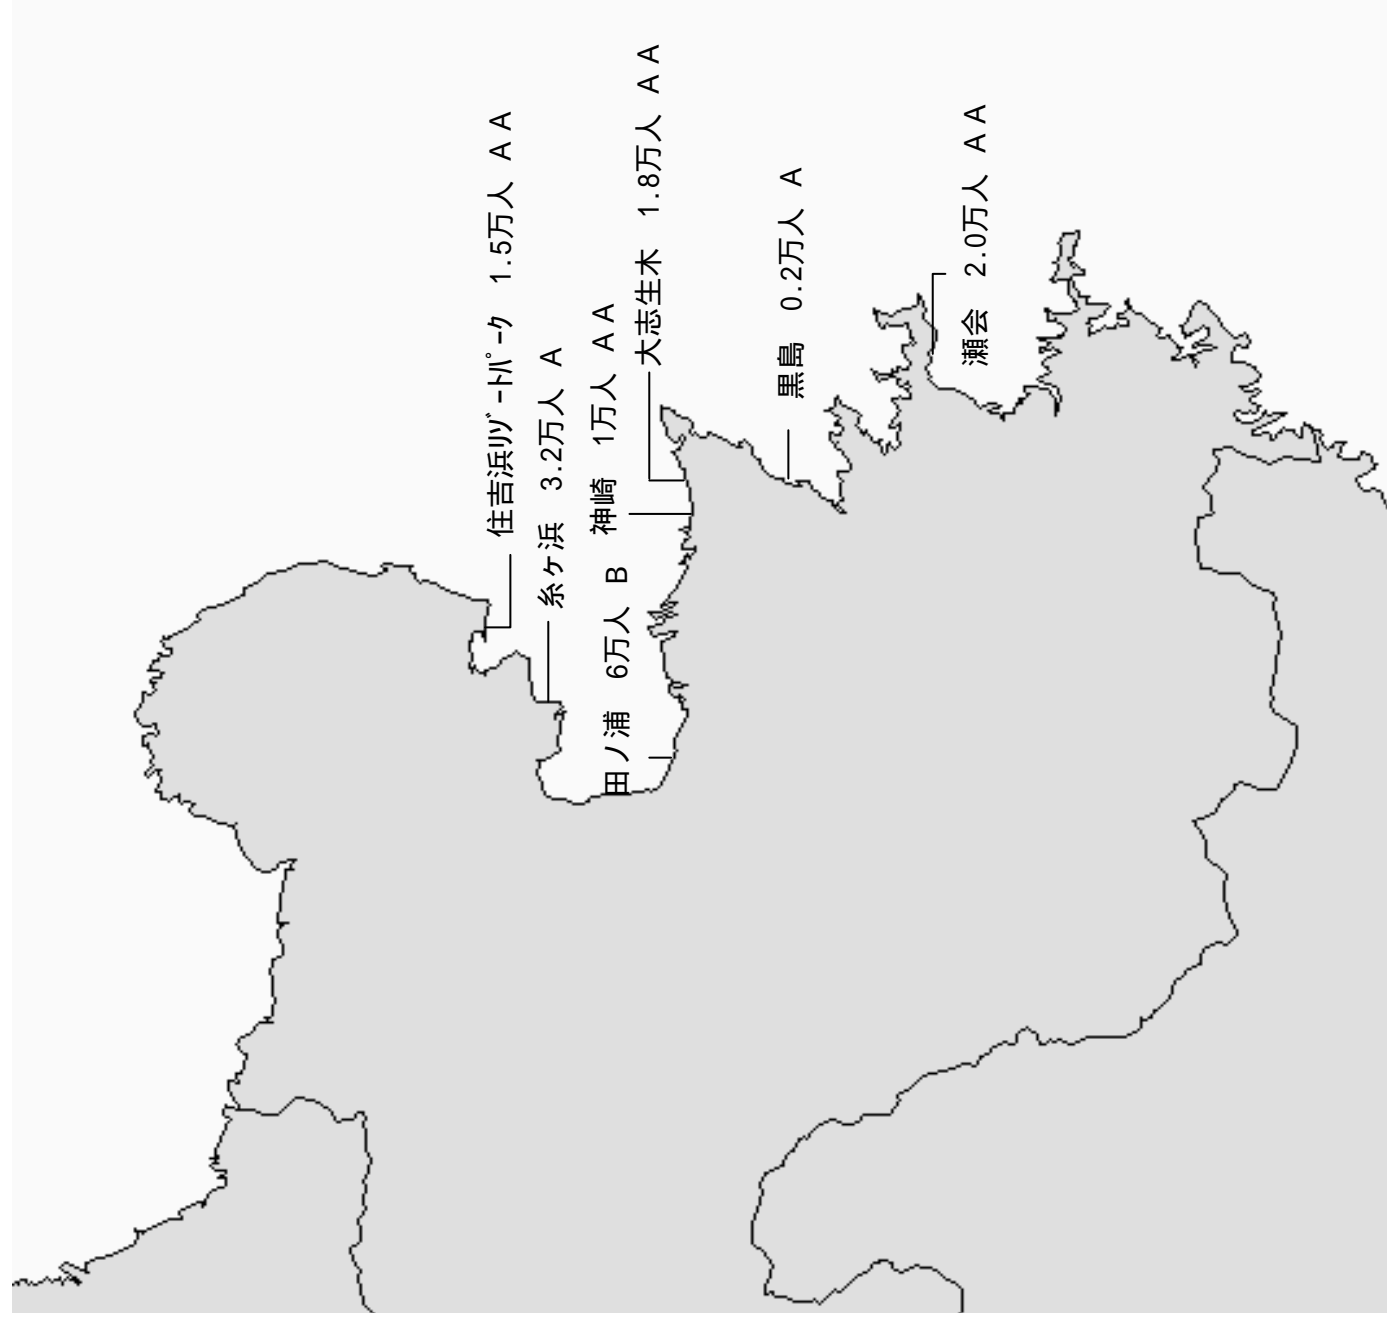 住吉浜ﾘｿﾞｰﾄﾊﾟｰｸ　1.5万人　ＡＡ
糸ヶ浜　3.2万人　Ａ
神崎　1万人　ＡＡ
田ノ浦　6万人　Ｂ
大志生木　1.8万人　ＡＡ
黒島　0.2万人　Ａ
瀬会　2.0万人　ＡＡ